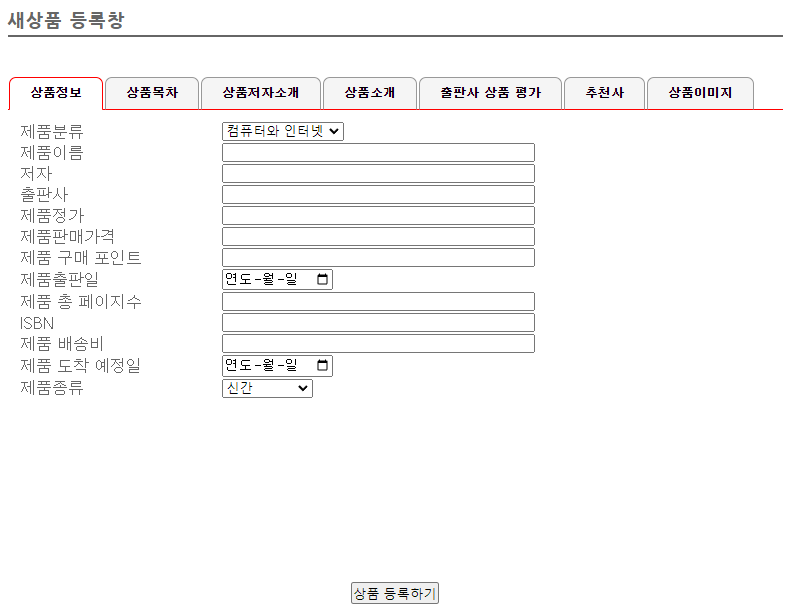 새상품 등록창
상품정보 상품목차 상품저자소개 상품소개 출판사 상품 평가 추천사 상품이미지
제품분류 컴퓨터와 인터넷
제품이름
저자
출판사
제품정가
제품판매가격
제품 구매 포인트
제품출판일 연도-월-일
제품 총 페이지수
ISBN
제품 배송비
제품 도착 예정일 연도-월-일
제품종류 신간
상품 등록하기